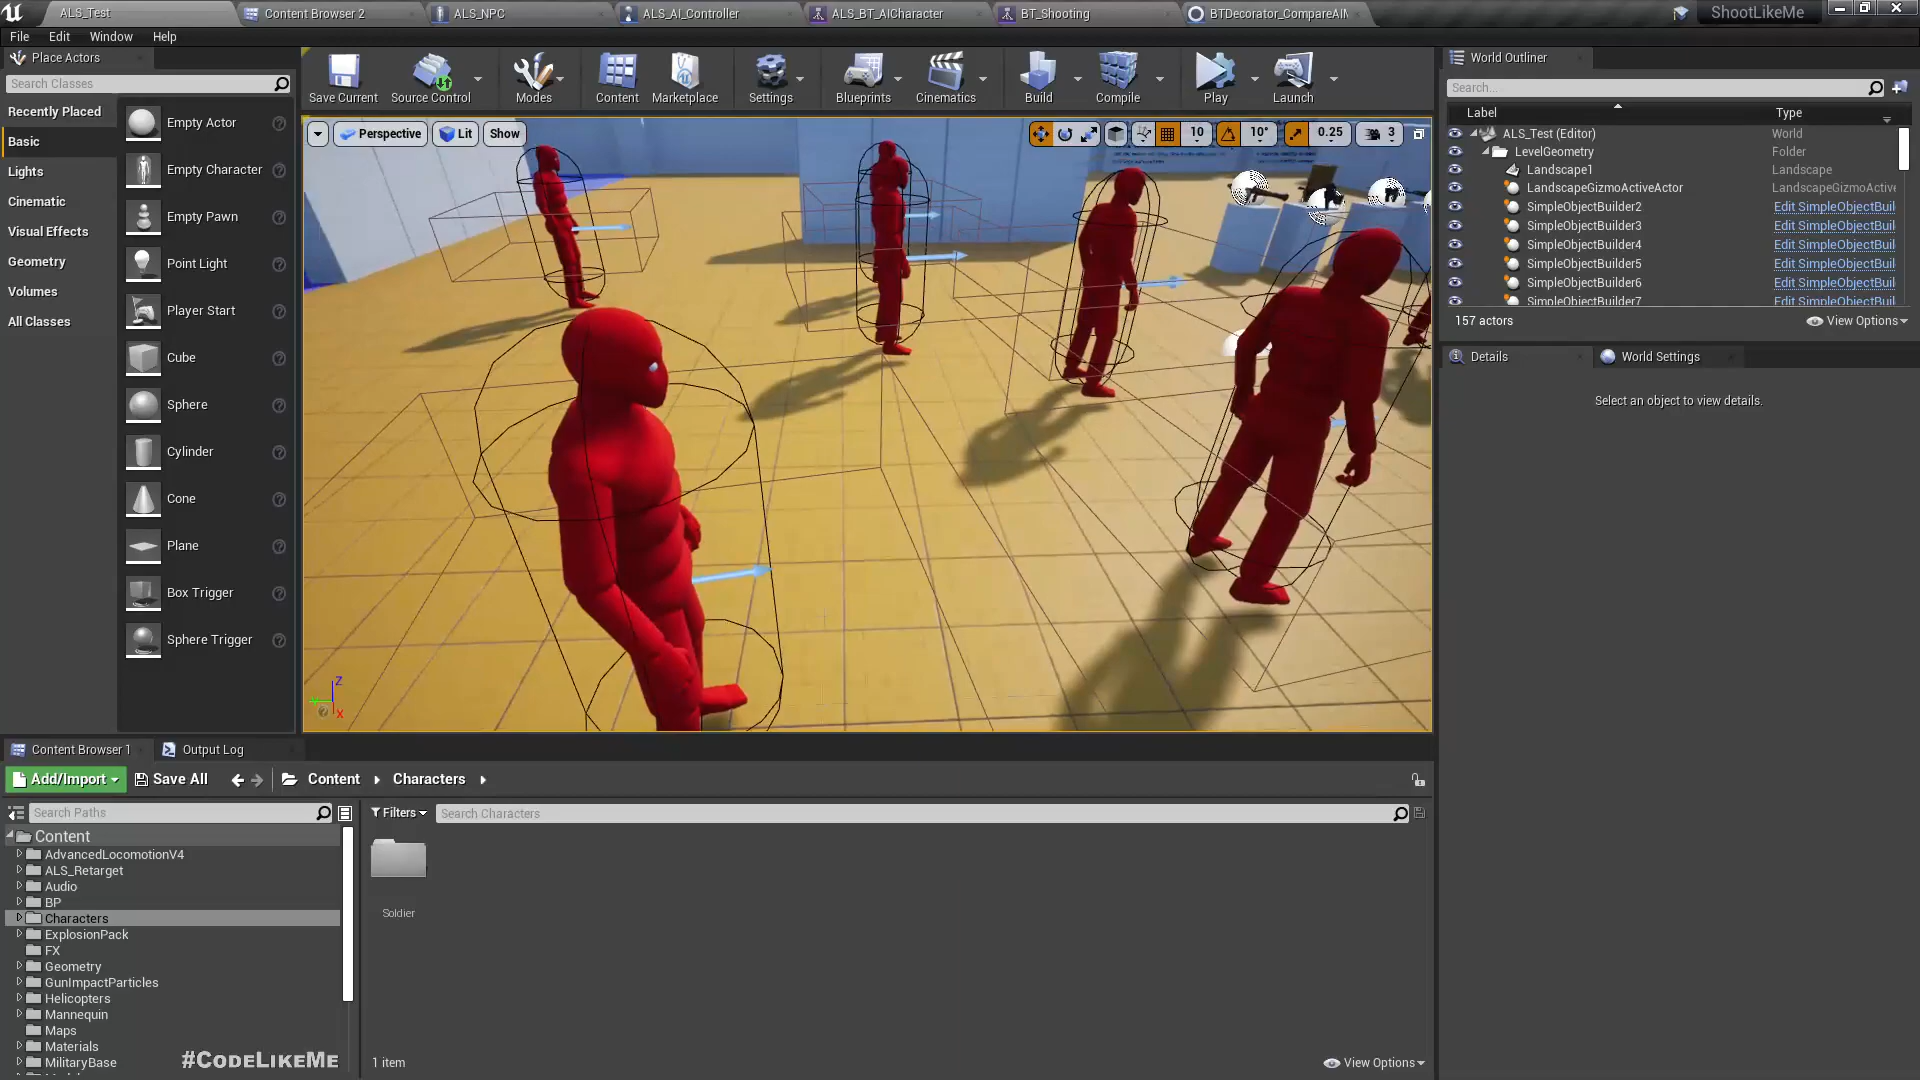 ALS_Test
Content Browser 2
ALS_NPC
ALS_AI_Controller
ALS_BT_AICharacter
BT_Shooting
BTDecorator_CompareAIM
ShootLikeMe
File Edit Window Help
Place Actors
Search Classes
Recently Placed
Basic
Lights
Cinematic
Visual Effects
Geometry
Volumes
All Classes
Empty Actor
Empty Character
Empty Pawn
Point Light
Player Start
Cube
Sphere
Cylinder
Cone
Plane
Box Trigger
Sphere Trigger
Save Current
Source Control
Modes
Content
Marketplace
Settings
Blueprints
Cinematics
Build
Compile
Play
Launch
Perspective Lit Show
10 10° 0.25 3
Z
X
World Outliner
Search...
Label Type
ALS_Test (Editor) World
LevelGeometry Folder
Landscape1 Landscape
LandscapeGizmoActiveActor LandscapeGizmoActive
SimpleObjectBuilder2 Edit SimpleObjectBuil
SimpleObjectBuilder3 Edit SimpleObjectBuil
SimpleObjectBuilder4 Edit SimpleObjectBuil
SimpleObjectBuilder5 Edit SimpleObjectBuil
SimpleObjectBuilder6 Edit SimpleObjectBuil
SimpleObjectBuilder7 Edit SimpleObjectBuil
157 actors View Options
Details World Settings
Select an object to view details.
Content Browser 1 Output Log
Add/Import Save All Content Characters
Search Paths
Filters Search Characters
Content
AdvancedLocomotionV4
ALS_Retarget
Audio
BP
Characters
ExplosionPack
FX
Geometry
GunImpactParticles
Helicopters
Mannequin
Maps
Materials
MilitaryBase
Soldier
#CodeLikeMe
1 item View Options